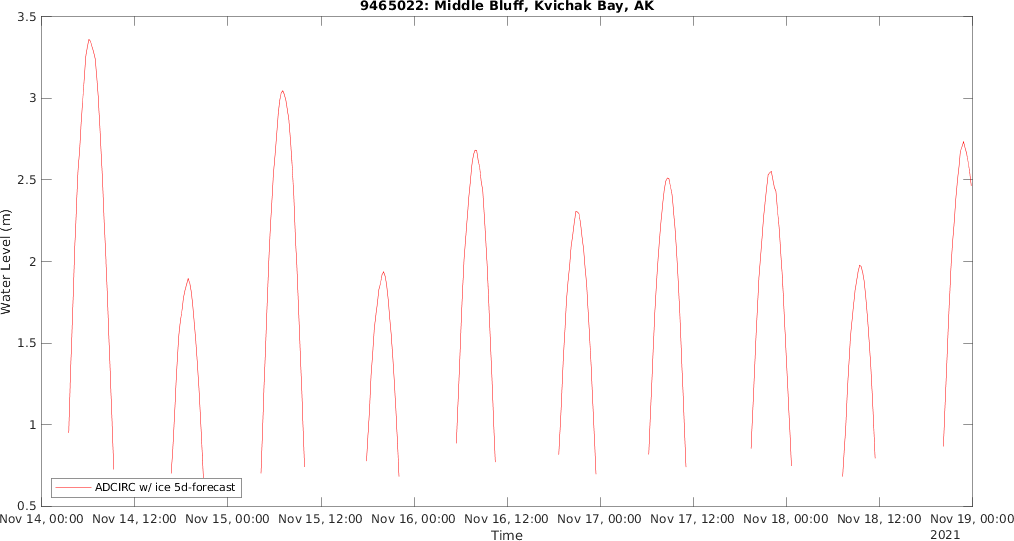 9465022: Middle Bluff, Kvichak Bay, AK
3.5
3
2.5
2
1.5
1
0.5
Water Level (m)
ADCIRC w/ ice 5d-forecast
Nov 14, 00:00 Nov 14, 12:00 Nov 15, 00:00 Nov 15, 12:00 Nov 16, 00:00 Nov 16, 12:00 Nov 17, 00:00 Nov 17, 12:00 Nov 18, 00:00 Nov 18, 12:00 Nov 19, 00:00
Time
2021